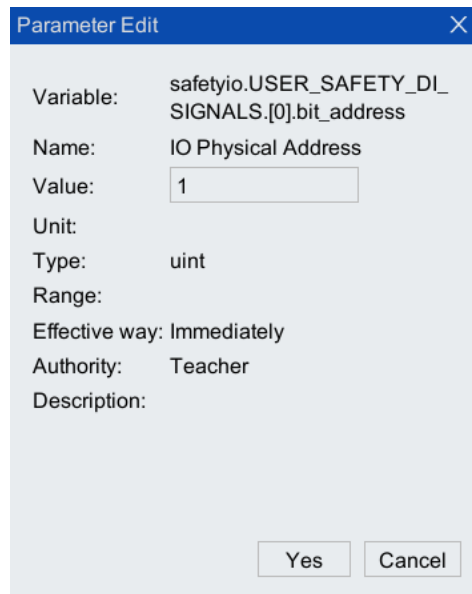 Parameter Edit X
Variable: safetyio.USER_SAFETY_DI_
SIGNALS.[0].bit_address
Name: IO Physical Address
Value: 1
Unit:
Type: uint
Range:
Effective way: Immediately
Authority: Teacher
Description:
Yes Cancel